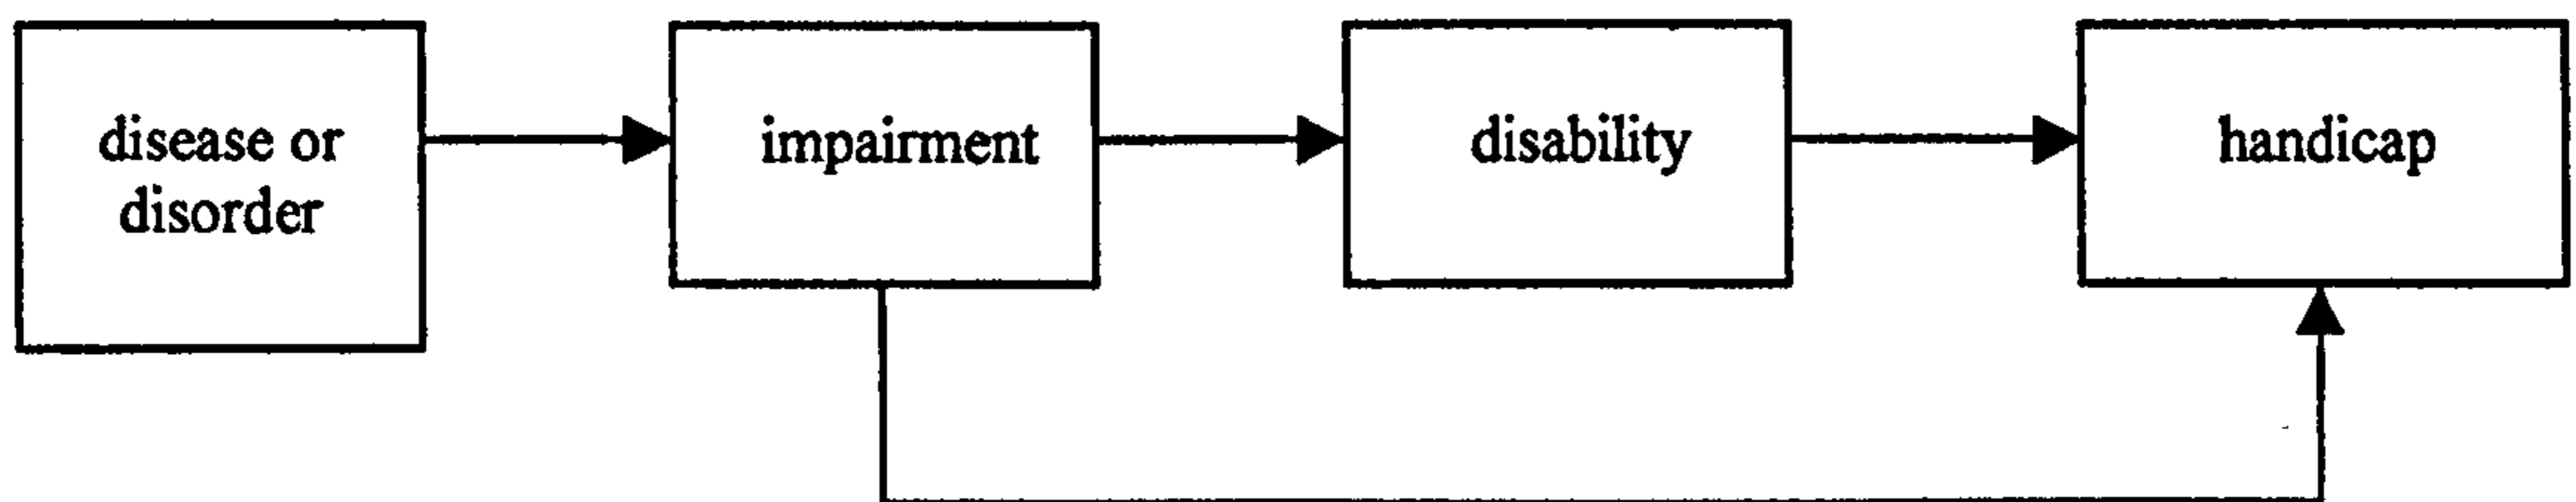 disease or
disorder
impairment
disability
handicap